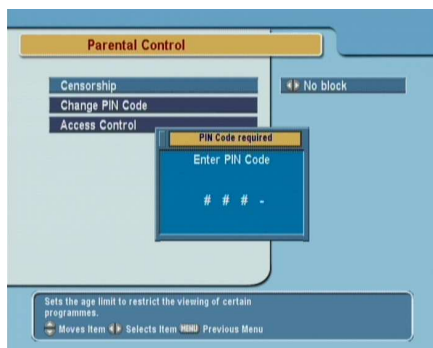 Parental Control
Censorship
No block
Change PIN Code
Access Control
PIN Code required
Enter PIN Code
# # # -
Sets the age limit to restrict the viewing of certain
programmes.
Moves Item Selects Item MENU Previous Menu